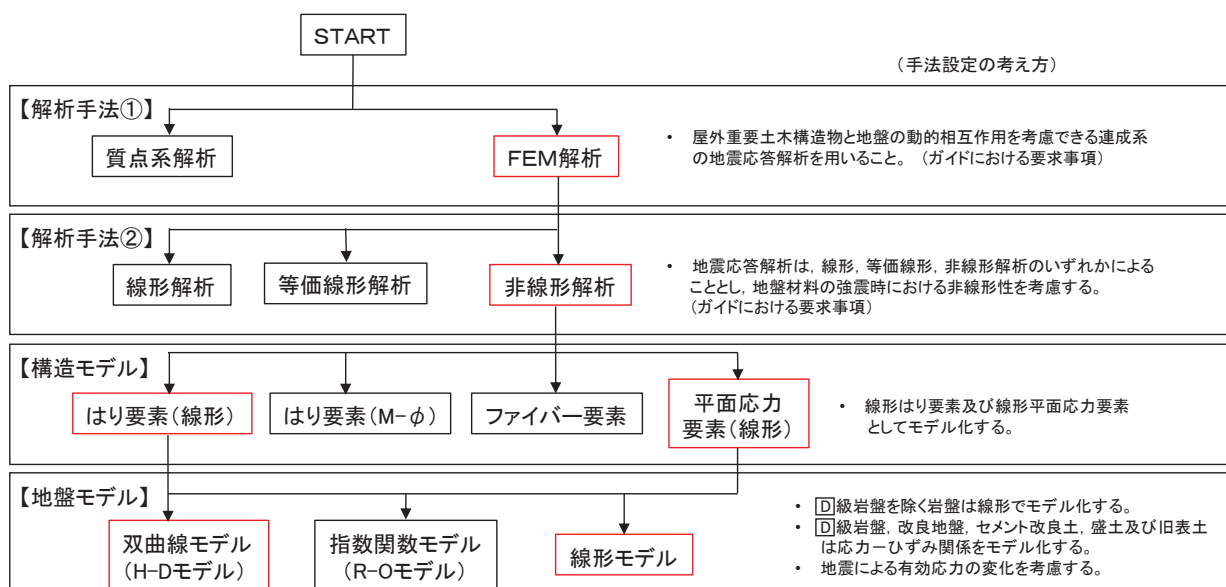 START
(手法設定の考え方)
【解析手法①】
質点系解析
FEM解析
・ 屋外重要土木構造物と地盤の動的相互作用を考慮できる連成系
の地震応答解析を用いること。 (ガイドにおける要求事項)
【解析手法②】
線形解析
等価線形解析
非線形解析
・ 地震応答解析は, 線形, 等価線形, 非線形解析のいずれかによる
こととし, 地盤材料の強震時における非線形性を考慮する。
(ガイドにおける要求事項)
【構造モデル】
はり要素(線形)
はり要素(M-φ)
ファイバー要素
平面応力
要素(線形)
・ 線形はり要素及び線形平面応力要素
としてモデル化する。
【地盤モデル】
双曲線モデル
(H-Dモデル)
指数関数モデル
(R-Oモデル)
線形モデル
・ D級岩盤を除く岩盤は線形でモデル化する。
・ D級岩盤, 改良地盤, セメント改良土, 盛土及び旧表土
は応力ーひずみ関係をモデル化する。
・ 地震による有効応力の変化を考慮する。